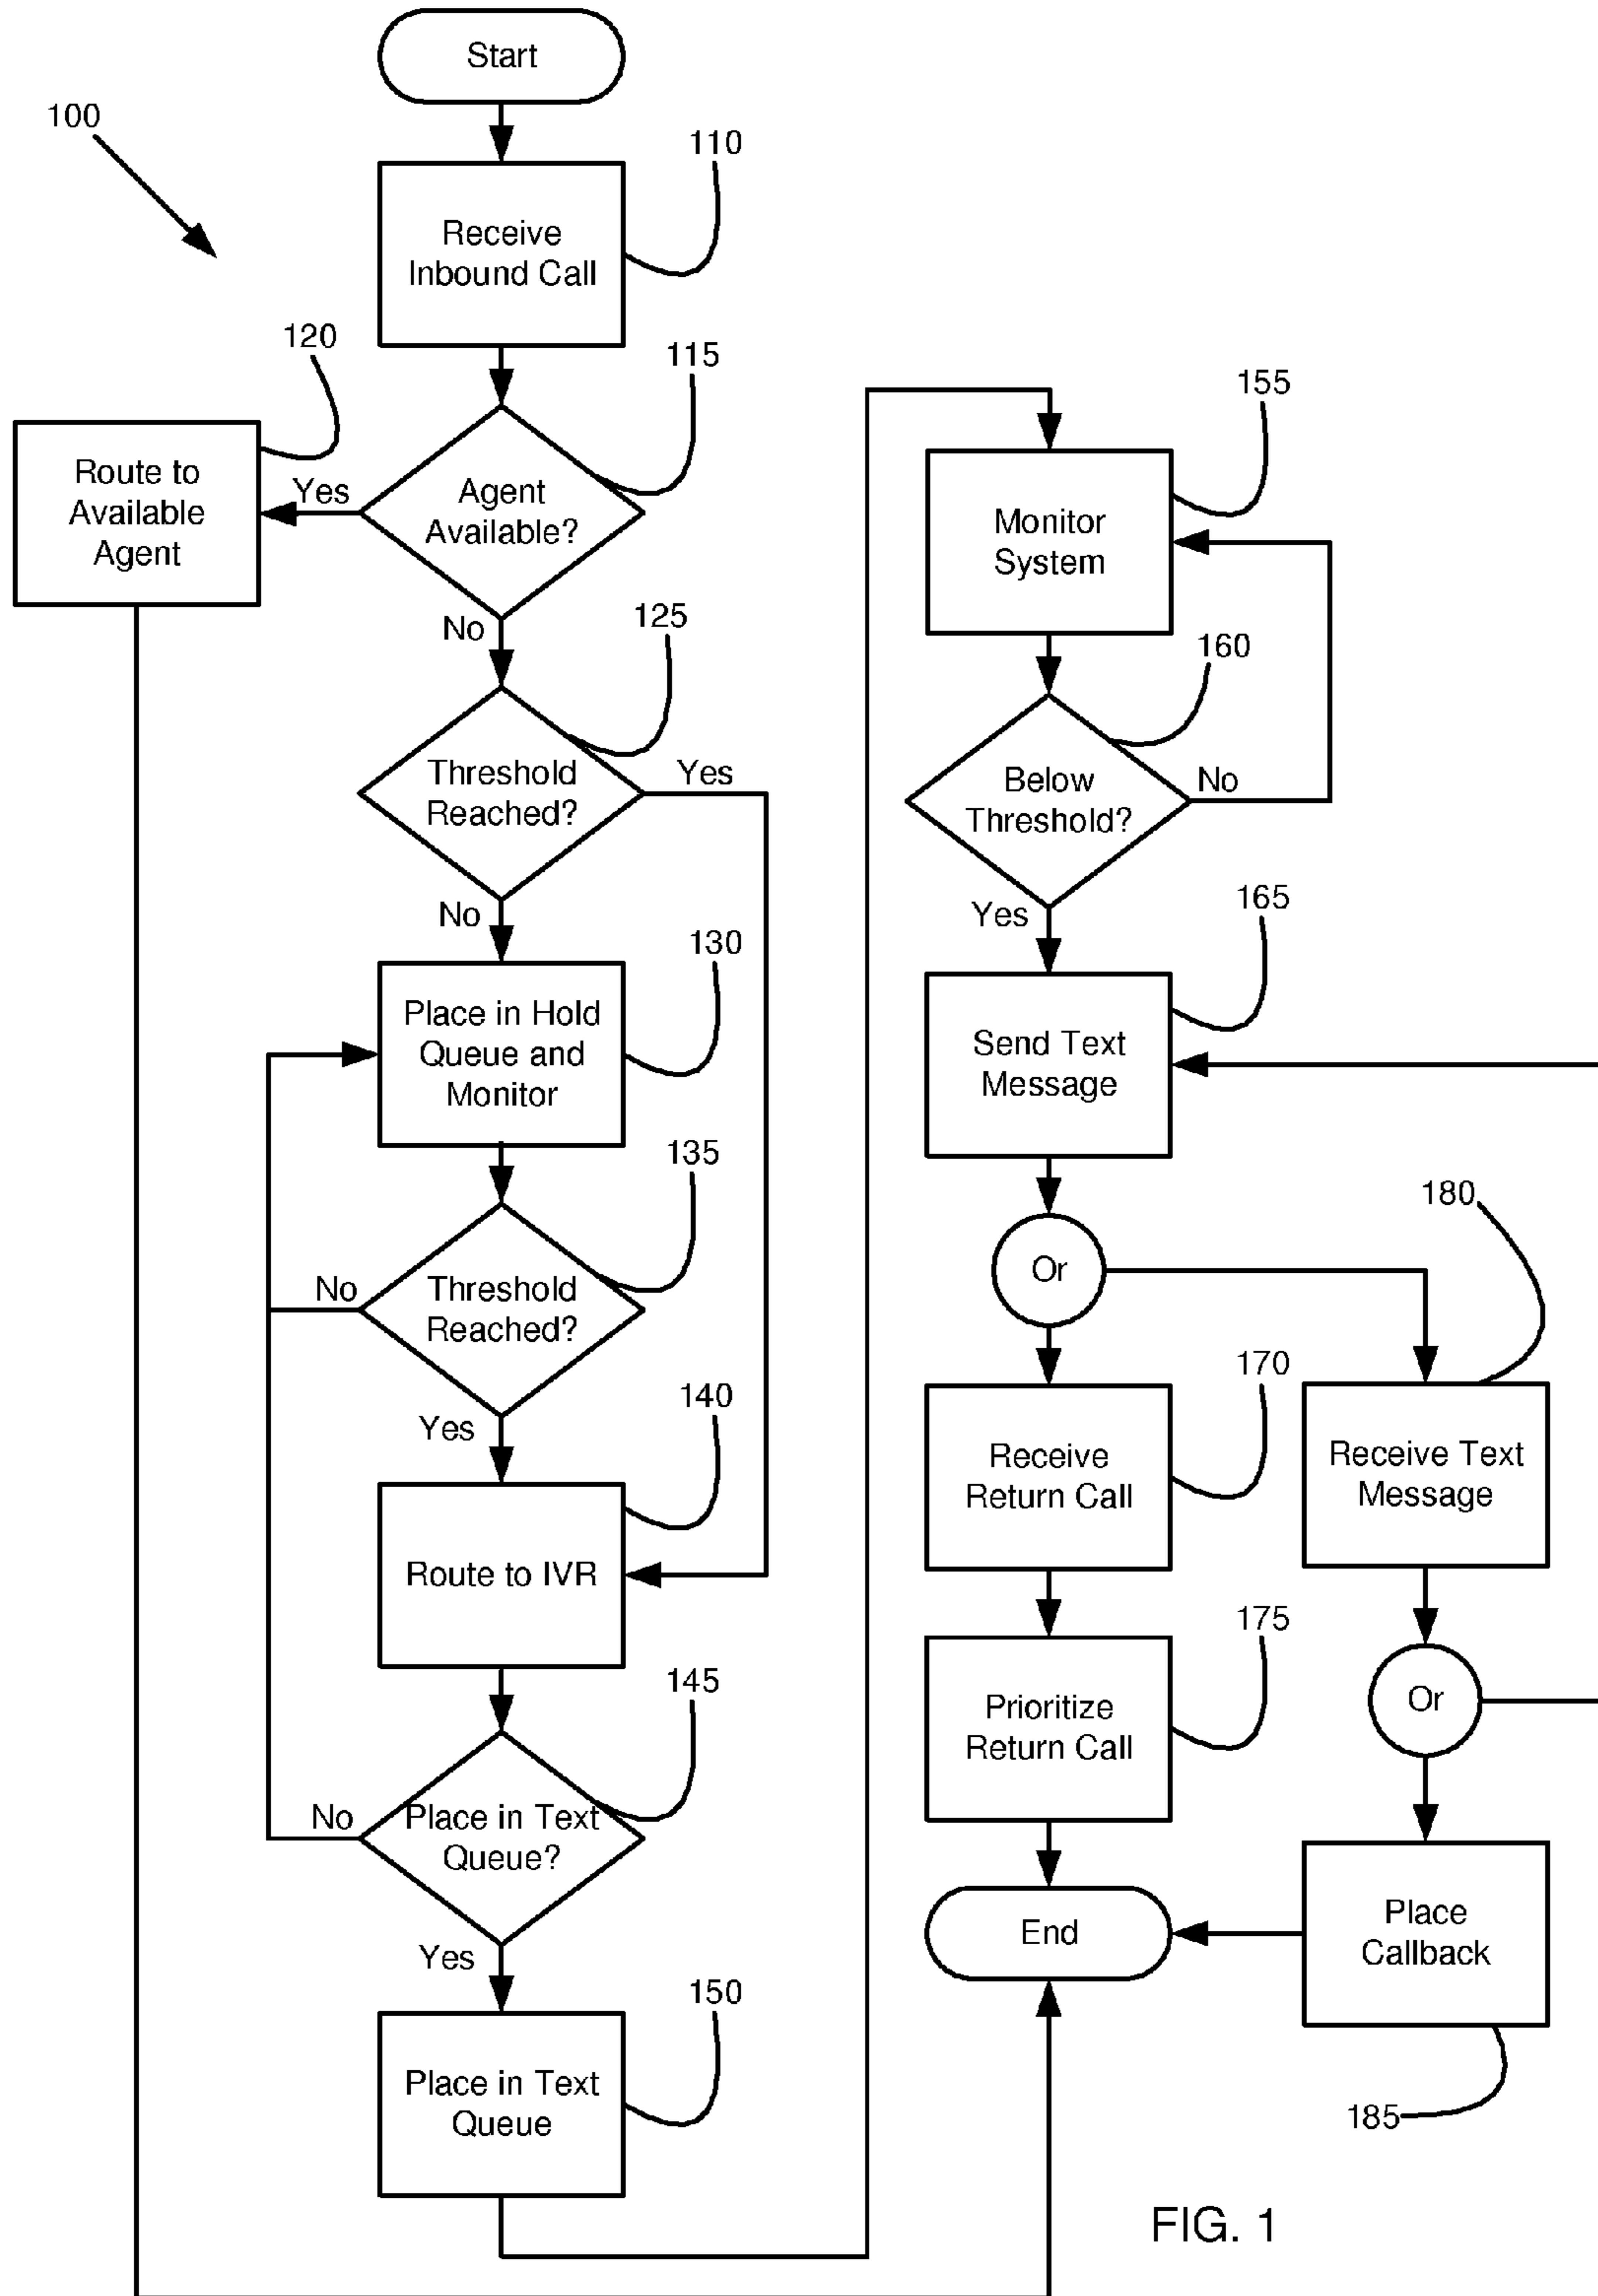 Start
100
110
Receive
Inbound Call
120
115
Route to
Available
Agent
Yes
Agent
Available?
No
125
Threshold
Reached?
Yes
No
130
Place in Hold
Queue and
Monitor
135
Threshold
Reached?
No
Yes
140
Route to IVR
145
Place in Text
Queue?
No
Yes
150
Place in Text
Queue
155
Monitor
System
160
Below
Threshold?
No
Yes
165
Send Text
Message
Or
180
170
Receive
Return Call
Receive Text
Message
175
Prioritize
Return Call
Or
End
Place
Callback
185
FIG. 1